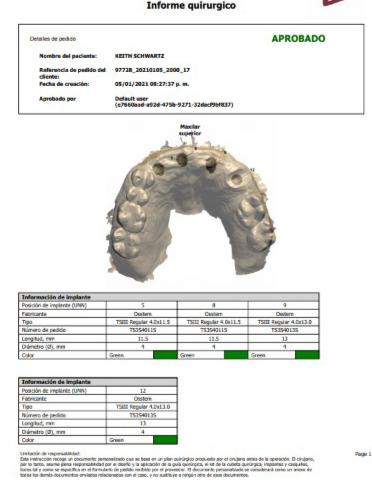 Informe quirurgico
Detalles de pedido
APROBADO
Nombre del paciente: KEITH SCHWARTZ
Referencia de pedido del cliente: 97728_20210105_2000_17
Fecha de creación: 05/01/2021 08:27:37 p. m.
Aprobado por Default user
(e7660aad-a92d-475b-9271-32dacf9bf837)
Maxilar
superior
Información de implante
Posición de implante (UNN) 5 8 9
Fabricante Osstem Osstem Osstem
Tipo TSIII Regular 4.0x11.5 TSIII Regular 4.0x11.5 TSIII Regular 4.0x13.0
Número de pedido TS3S4011S TS3S4011S TS3S4013S
Longitud, mm 11.5 11.5 13
Diámetro (Ø), mm 4 4 4
Color Green Green Green
Información de implante
Posición de implante (UNN) 12
Fabricante Osstem
Tipo TSIII Regular 4.0x13.0
Número de pedido TS3S4013S
Longitud, mm 13
Diámetro (Ø), mm 4
Color Green
Limitación de responsabilidad:
Esta instrucción recoge un documento personalizado que se basa en un plan quirúrgico propuesto por el cirujano antes de la operación. El cirujano,
por lo tanto, asume plena responsabilidad por el diseño y la aplicación de la guía quirúrgica, el kit de la cubeta quirúrgica, implantes y casquillos,
todos tal y como se especifica en el formulario de pedido recibido por el proveedor. El documento personalizado se considerará como un anexo de
todos los demás documentos enviados relacionados con el caso, y no sustituye a ningún otro de esos documentos.
Page 1